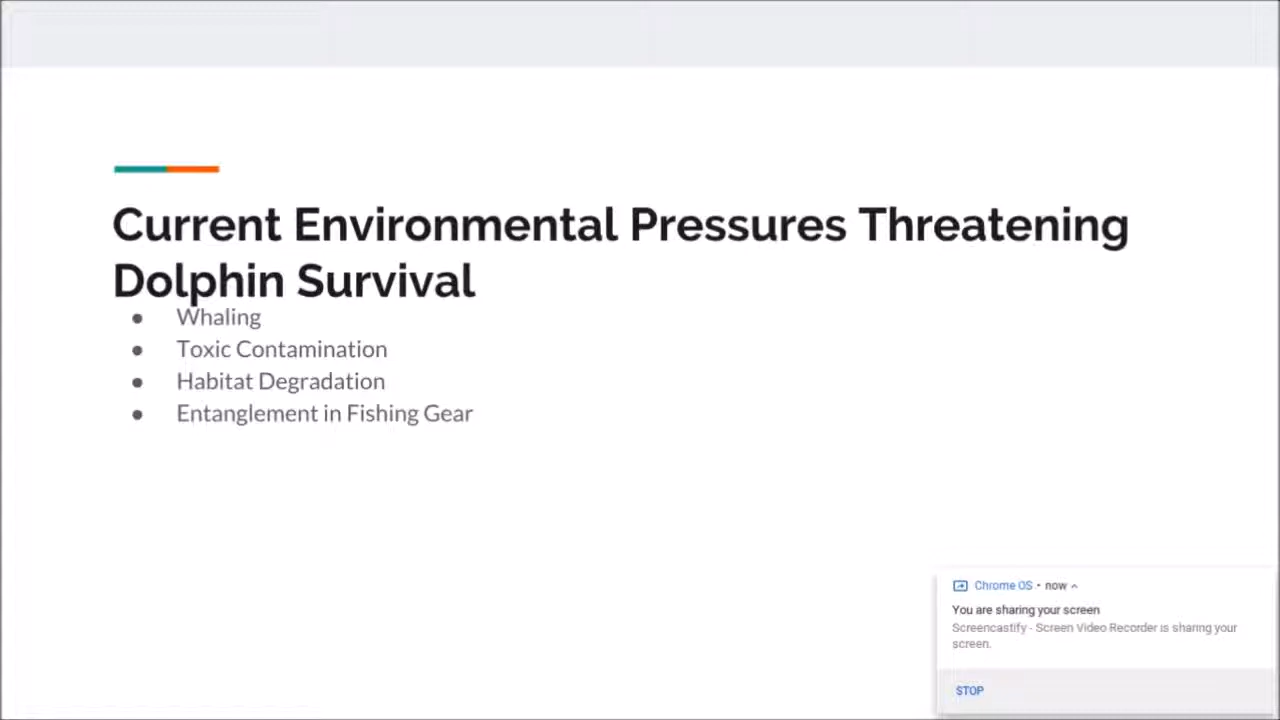 Current Environmental Pressures Threatening
Dolphin Survival
● Whaling
● Toxic Contamination
● Habitat Degradation
● Entanglement in Fishing Gear
Chrome OS • now
You are sharing your screen
Screencastify - Screen Video Recorder is sharing your
screen.
STOP